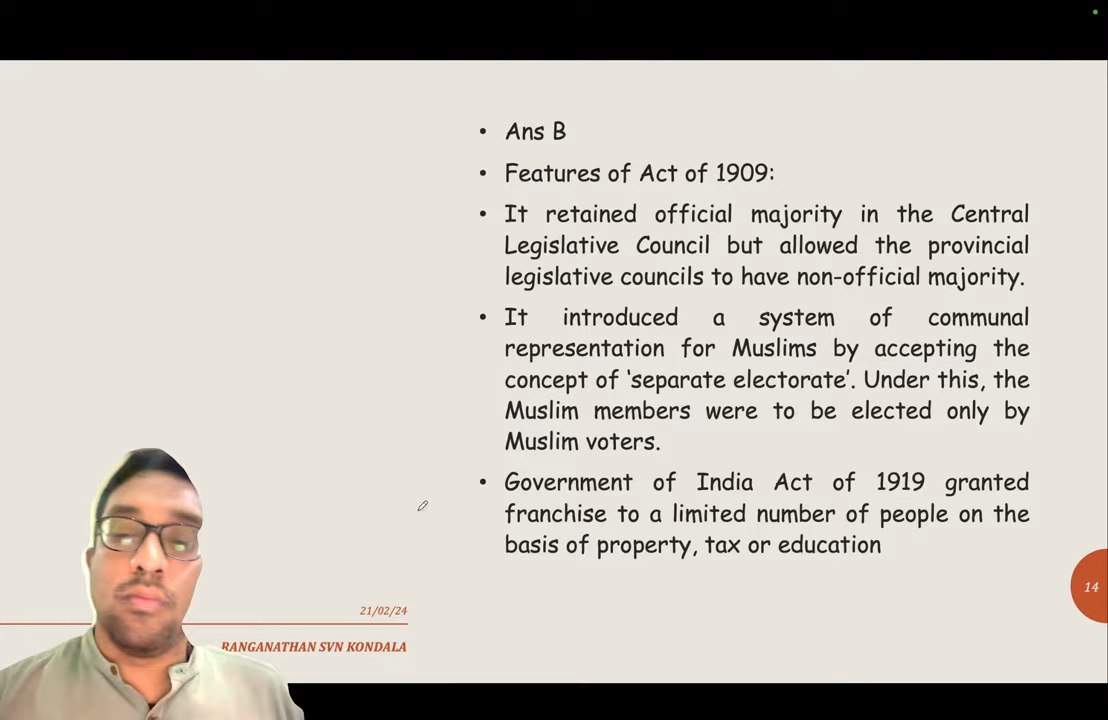 • Ans B
• Features of Act of 1909:
• It retained official majority in the Central
Legislative Council but allowed the provincial
legislative councils to have non-official majority.
• It introduced a system of communal
representation for Muslims by accepting the
concept of ‘separate electorate’. Under this, the
Muslim members were to be elected only by
Muslim voters.
• Government of India Act of 1919 granted
franchise to a limited number of people on the
basis of property, tax or education
14
21/02/24
RANGANATHAN SVN KONDALA